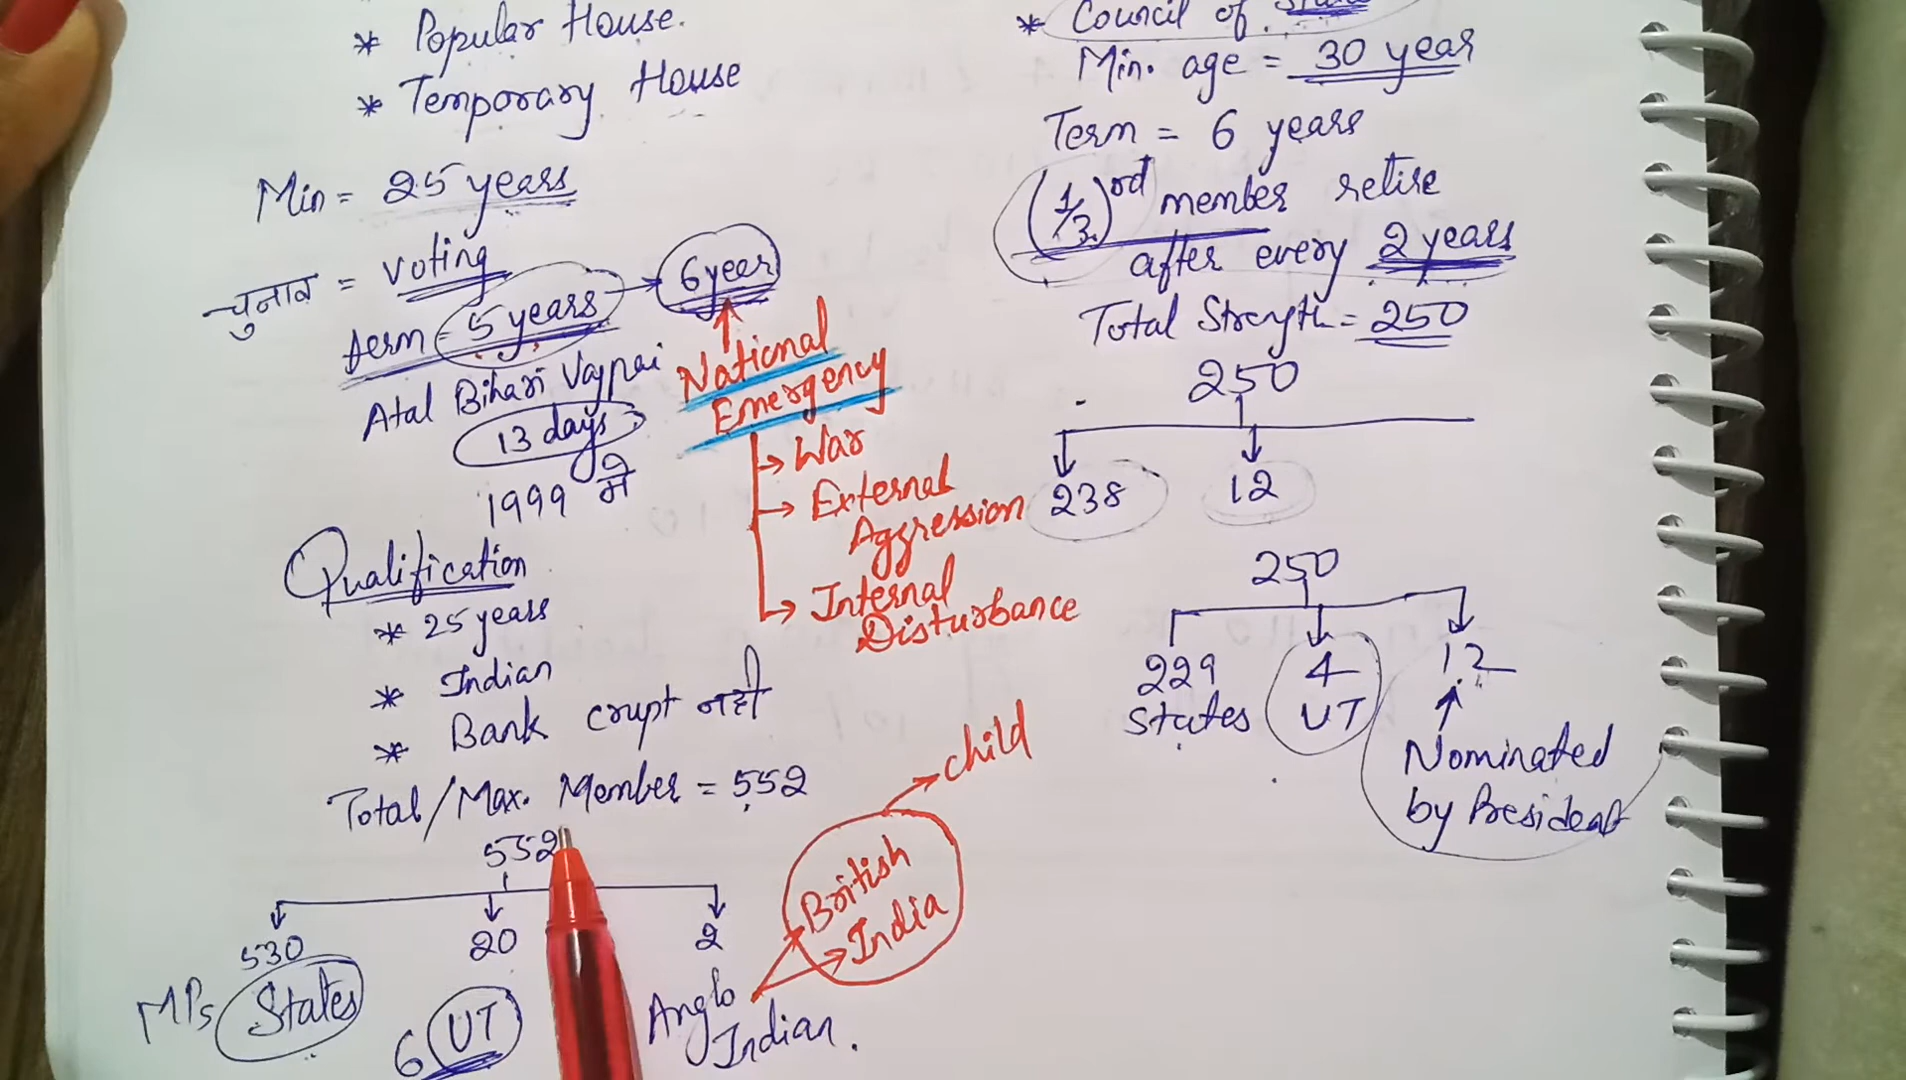 * Popular House.
* Temporary House
Min = 25 years
चुनाव = voting
term = 5 years → 6 year
National
Emergency
→ War
→ External
Aggression
→ Internal
Disturbance
Atal Bihari Vajpai
13 days
1999 में
Qualification
* 25 years
* Indian
* Bank crupt नही
Total/Max. Member = 552
552
530
20
2
MPs States
6 UT
Anglo
Indian.
British
India
child
* Council of
Min. age = 30 year
Term = 6 years
(1/3)rd member retire
after every 2 years
Total Strength = 250
250
238
12
250
229
States
4
UT
12
Nominated
by President